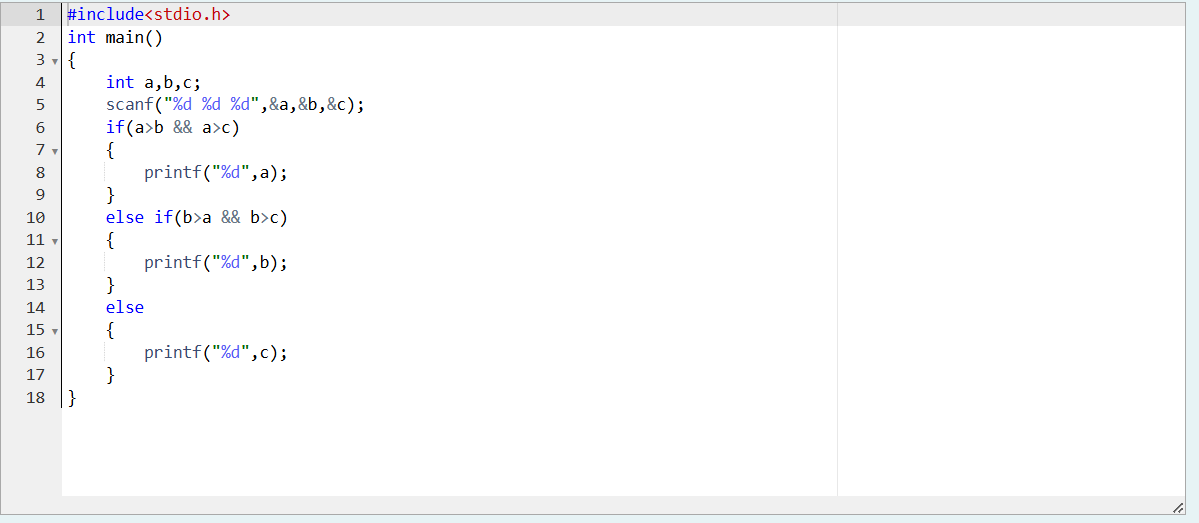 1 #include<stdio.h>
2 int main()
3 {
4 int a,b,c;
5 scanf("%d %d %d",&a,&b,&c);
6 if(a>b && a>c)
7 {
8 printf("%d",a);
9 }
10 else if(b>a && b>c)
11 {
12 printf("%d",b);
13 }
14 else
15 {
16 printf("%d",c);
17 }
18 }